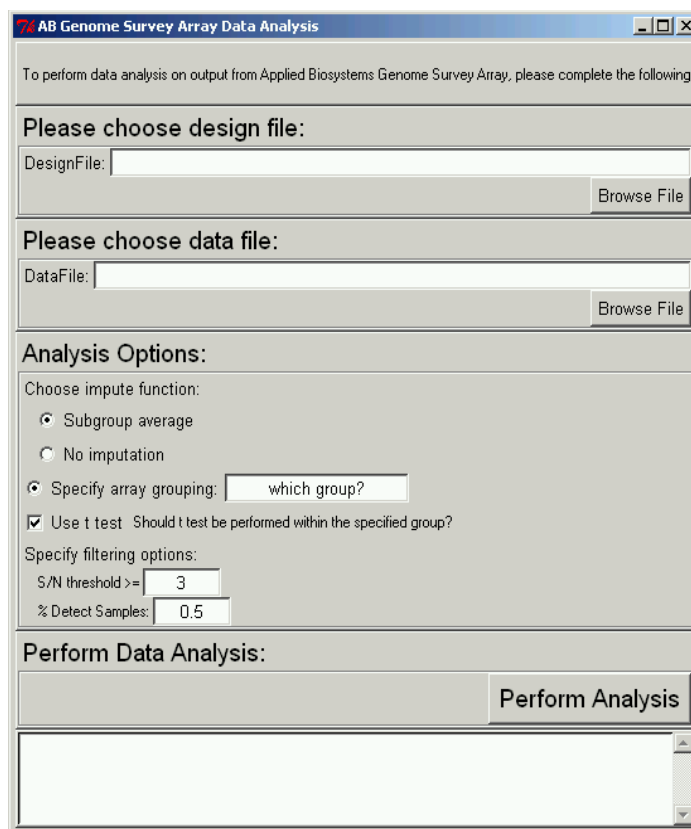 AB Genome Survey Array Data Analysis
To perform data analysis on output from Applied Biosystems Genome Survey Array, please complete the following
Please choose design file:
DesignFile:
Browse File
Please choose data file:
DataFile:
Browse File
Analysis Options:
Choose impute function:
Subgroup average
No imputation
Specify array grouping: which group?
Use t test Should t test be performed within the specified group?
Specify filtering options:
S/N threshold >= 3
% Detect Samples: 0.5
Perform Data Analysis:
Perform Analysis